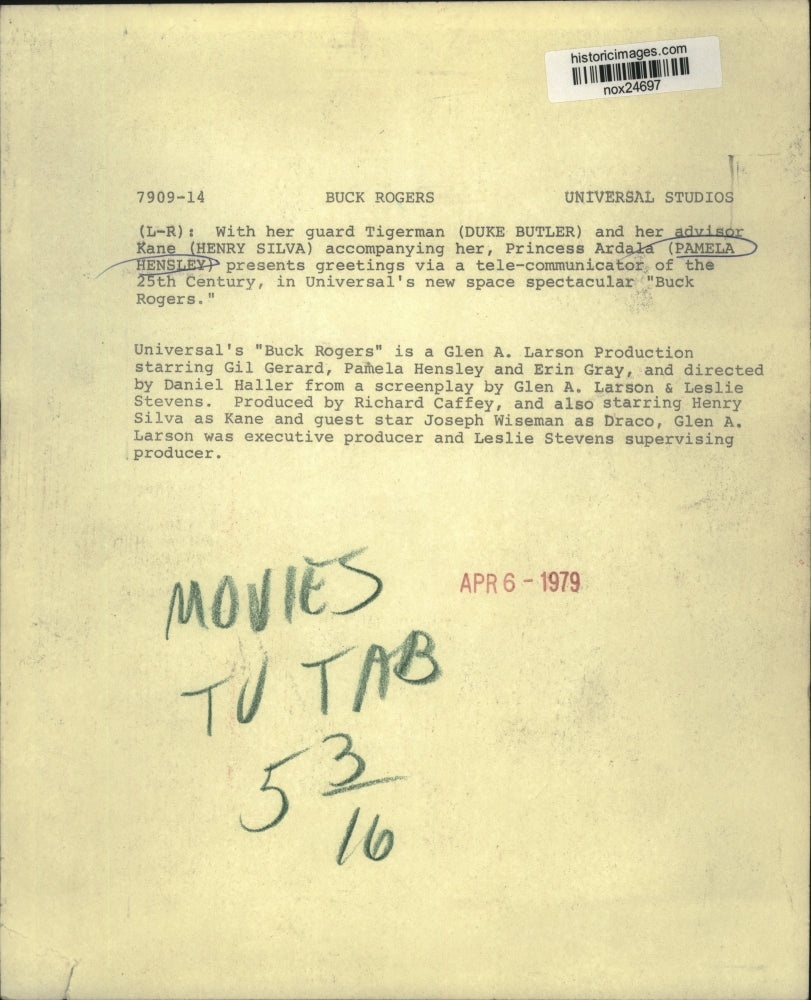 historicimages.com
nox24697
7909-14 BUCK ROGERS UNIVERSAL STUDIOS
(L-R): With her guard Tigerman (DUKE BUTLER) and her advisor
Kane (HENRY SILVA) accompanying her, Princess Ardala (PAMELA
HENSLEY) presents greetings via a tele-communicator of the
25th Century, in Universal's new space spectacular "Buck
Rogers."
Universal's "Buck Rogers" is a Glen A. Larson Production
starring Gil Gerard, Pamela Hensley and Erin Gray, and directed
by Daniel Haller from a screenplay by Glen A. Larson & Leslie
Stevens. Produced by Richard Caffey, and also starring Henry
Silva as Kane and guest star Joseph Wiseman as Draco, Glen A.
Larson was executive producer and Leslie Stevens supervising
producer.
APR 6 - 1979
MOVIES
TV TAB
5 3/16